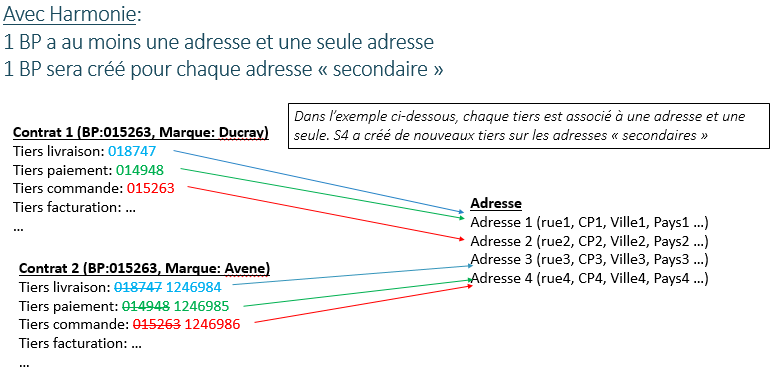 Avec Harmonie:
1 BP a au moins une adresse et une seule adresse
1 BP sera créé pour chaque adresse « secondaire »
Dans l’exemple ci-dessous, chaque tiers est associé à une adresse et une
seule. S4 a créé de nouveaux tiers sur les adresses « secondaires »
Contrat 1 (BP:015263, Marque: Ducray)
Tiers livraison: 018747
Tiers paiement: 014948
Tiers commande: 015263
Tiers facturation: …
…
Adresse
Adresse 1 (rue1, CP1, Ville1, Pays1 …)
Adresse 2 (rue2, CP2, Ville2, Pays2 …)
Adresse 3 (rue3, CP3, Ville3, Pays3 …)
Adresse 4 (rue4, CP4, Ville4, Pays4 …)
Contrat 2 (BP:015263, Marque: Avene)
Tiers livraison: 018747 1246984
Tiers paiement: 014948 1246985
Tiers commande: 015263 1246986
Tiers facturation: …
…